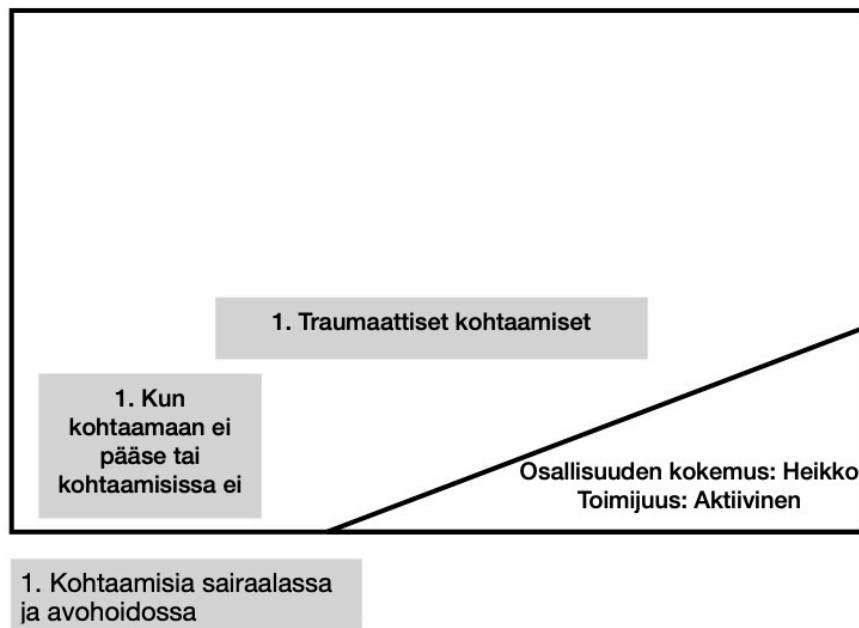 1. Traumaattiset kohtaamiset
1. Kun
kohtaamaan ei
pääse tai
kohtaamisissa ei
Osallisuuden kokemus: Heikko
Toimijuus: Aktiivinen
1. Kohtaamisia sairaalassa
ja avohoidossa